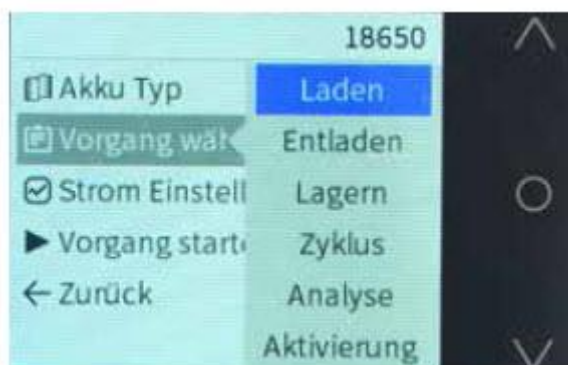 18650
Akku Typ
Laden
Vorgang wäh
Entladen
Strom Einstell
Lagern
Vorgang start
Zyklus
Zurück
Analyse
Aktivierung